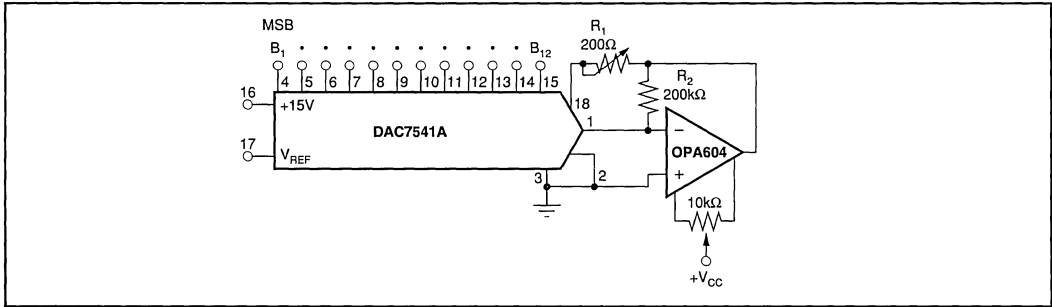 MSB
B1 · · · · · · · · · · B12
4 5 6 7 8 9 10 11 12 13 14 15
R1
200Ω
R2
200kΩ
16
+15V
18
1
DAC7541A
−
OPA604
+
17
VREF
3
2
10kΩ
+VCC